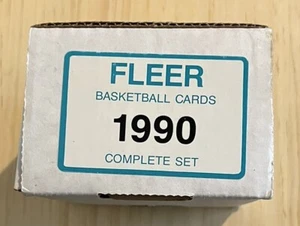 FLEER
BASKETBALL CARDS
1990
COMPLETE SET